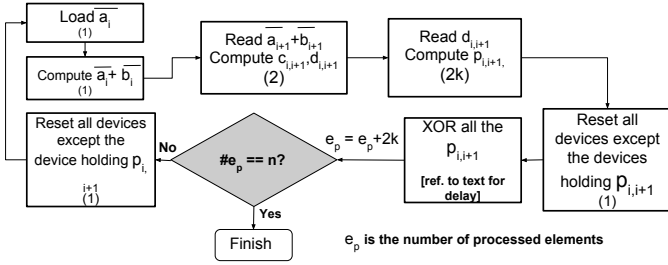 Load a̅i̅
(1)
Compute a̅i̅+ b̅i̅
(1)
Read a̅i+1̅+b̅i+1̅
Compute ci,i+1,di,i+1
(2)
Read di,i+1
Compute pi,i+1,
(2k)
Reset all
devices except
the devices
holding pi,i+1
(1)
XOR all the
pi,i+1
[ref. to text for
delay]
ep = ep+2k
#ep == n?
No
Yes
Reset all devices
except the
device holding pi,
i+1
(1)
Finish
ep is the number of processed elements